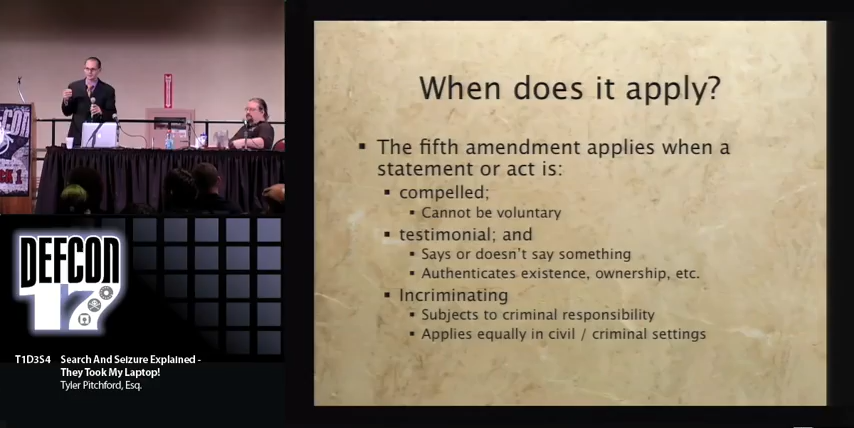 When does it apply?
▪ The fifth amendment applies when a
statement or act is:
▪ compelled;
▪ Cannot be voluntary
▪ testimonial; and
▪ Says or doesn't say something
▪ Authenticates existence, ownership, etc.
▪ Incriminating
▪ Subjects to criminal responsibility
▪ Applies equally in civil / criminal settings
DEFCON
17
T1D3S4 Search And Seizure Explained -
They Took My Laptop!
Tyler Pitchford, Esq.